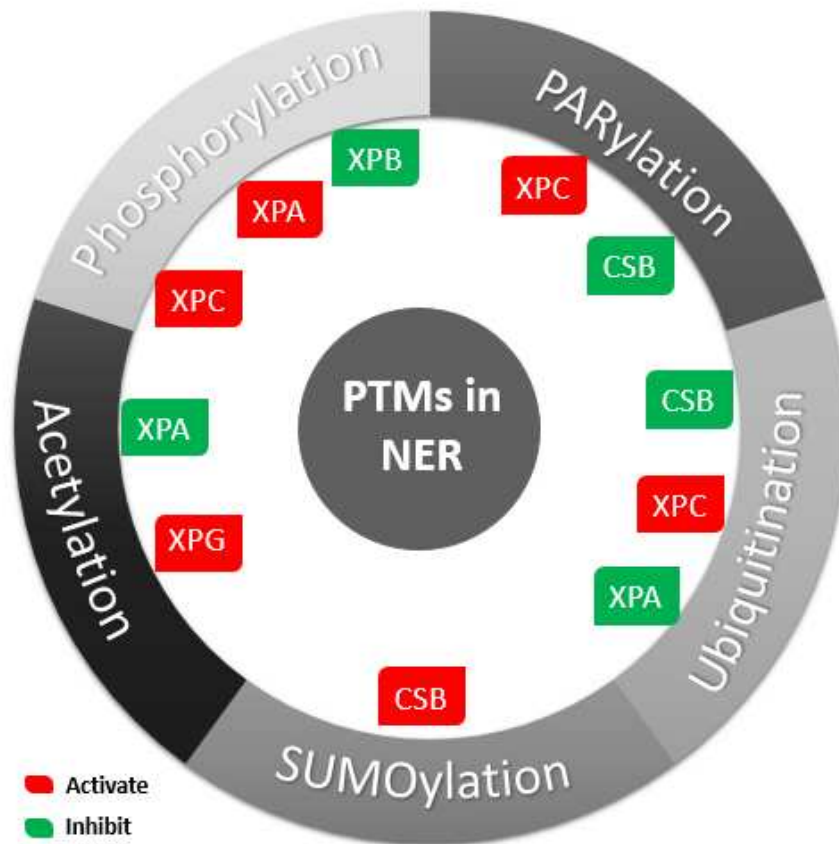 Phosphorylation
PARylation
XPB
XPC
XPA
CSB
XPC
PTMs in
NER
CSB
XPA
XPC
XPG
XPA
CSB
Acetylation
Ubiquitination
SUMOylation
Activate
Inhibit